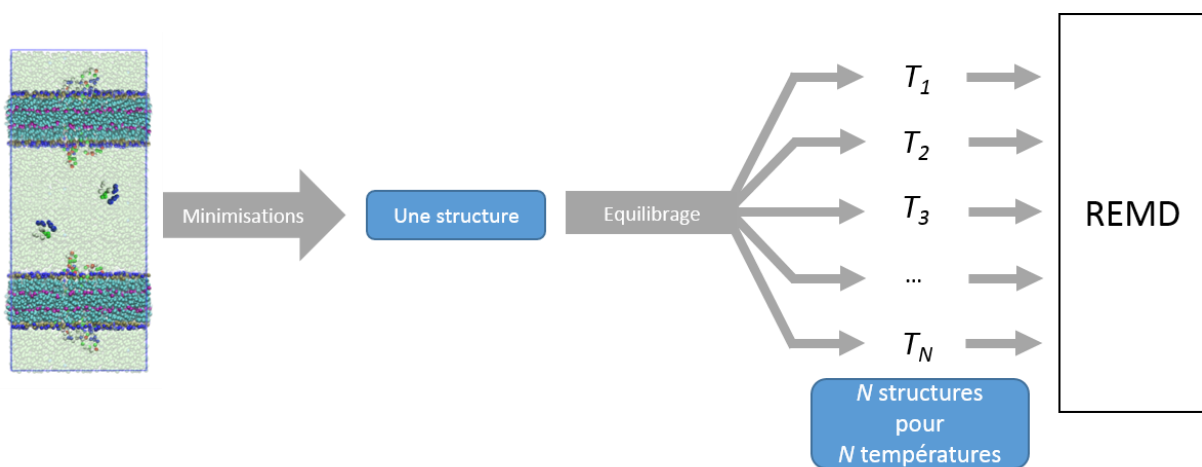 Minimisations
Une structure
Equilibrage
T1
T2
T3
...
TN
N structures
pour
N températures
REMD